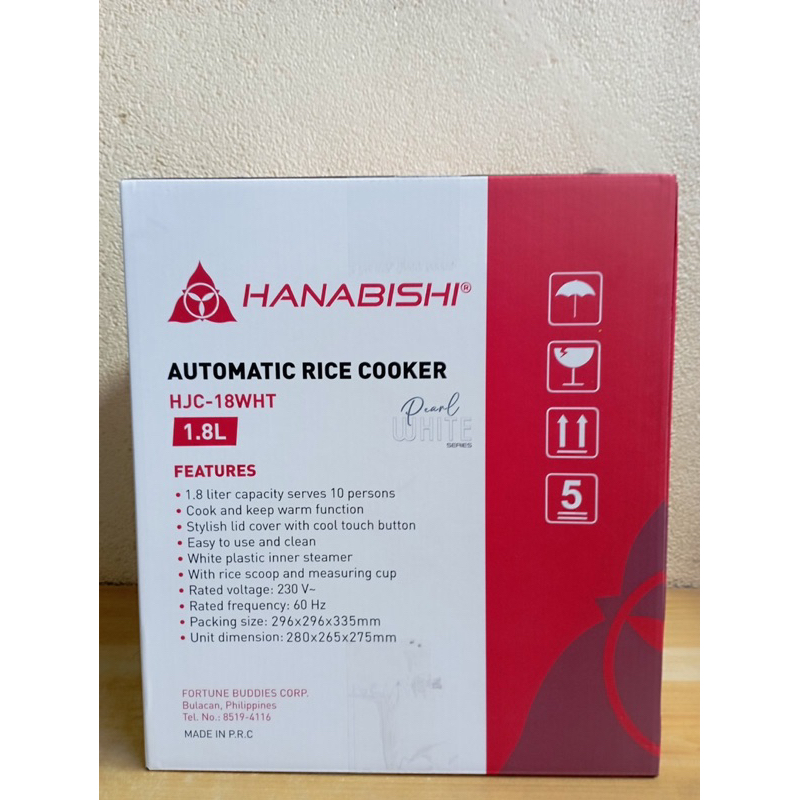 HANABISHI®
AUTOMATIC RICE COOKER
HJC-18WHT
1.8L
Pearl
WHITE
SERIES
FEATURES
• 1.8 liter capacity serves 10 persons
• Cook and keep warm function
• Stylish lid cover with cool touch button
• Easy to use and clean
• White plastic inner steamer
• With rice scoop and measuring cup
• Rated voltage: 230 V~
• Rated frequency: 60 Hz
• Packing size: 296x296x335mm
• Unit dimension: 280x265x275mm
FORTUNE BUDDIES CORP.
Bulacan, Philippines
Tel. No.: 8519-4116
MADE IN P.R.C
5